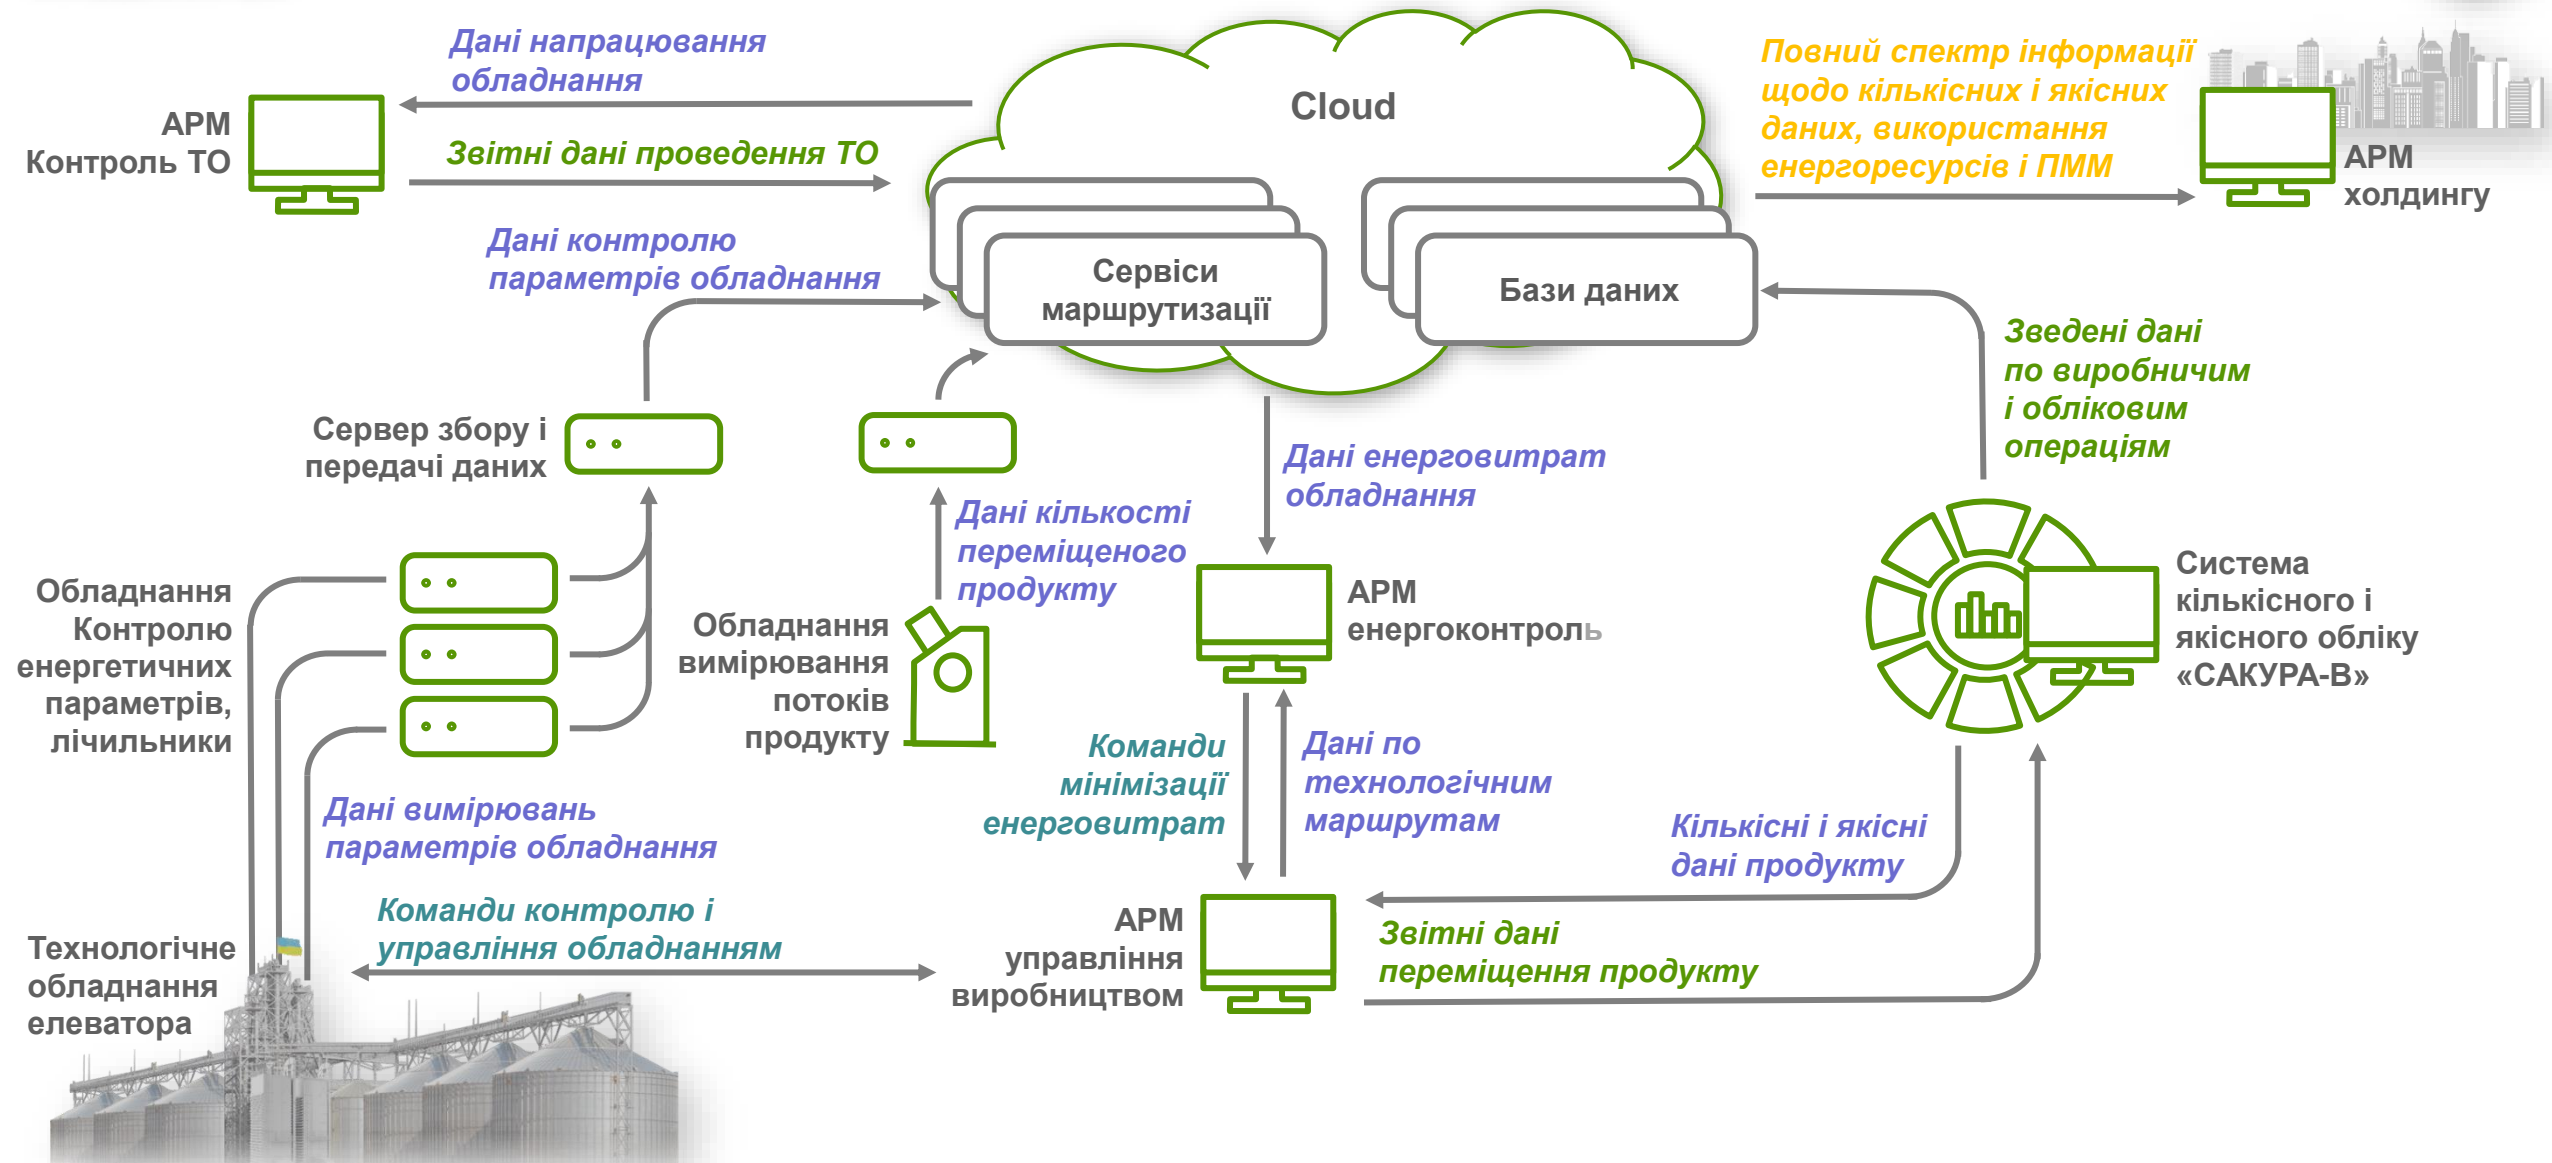 Дані напрацювання
обладнання
АРМ
Контроль ТО
Звітні дані проведення ТО
Cloud
Повний спектр інформації
щодо кількісних і якісних
даних, використання
енергоресурсів і ПММ
АРМ
холдингу
Дані контролю
параметрів обладнання
Сервіси
маршрутизації
Бази даних
Зведені дані
по виробничим
і обліковим
операціям
Сервер збору і
передачі даних
Дані енерговитрат
обладнання
Дані кількості
переміщеного
продукту
Обладнання
Контролю
енергетичних
параметрів,
лічильники
Обладнання
вимірювання
потоків
продукту
АРМ
енергоконтроль
Система
кількісного і
якісного обліку
«САКУРА-В»
Команди
мінімізації
енерговитрат
Дані по
технологічним
маршрутам
Дані вимірювань
параметрів обладнання
Кількісні і якісні
дані продукту
Команди контролю і
управління обладнанням
АРМ
управління
виробництвом
Звітні дані
переміщення продукту
Технологічне
обладнання
елеватора